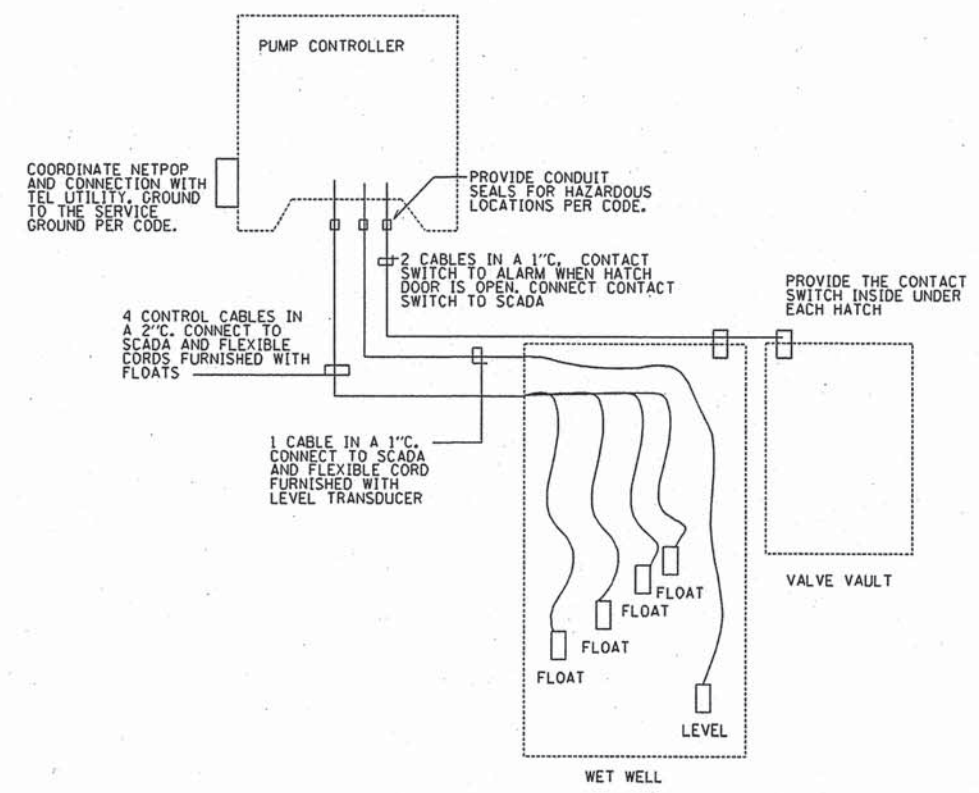 PUMP CONTROLLER
COORDINATE NETPOP
AND CONNECTION WITH
TEL UTILITY. GROUND
TO THE SERVICE
GROUND PER CODE.
PROVIDE CONDUIT
SEALS FOR HAZARDOUS
LOCATIONS PER CODE.
2 CABLES IN A 1"C. CONTACT
SWITCH TO ALARM WHEN HATCH
DOOR IS OPEN. CONNECT CONTACT
SWITCH TO SCADA
PROVIDE THE CONTACT
SWITCH INSIDE UNDER
EACH HATCH
4 CONTROL CABLES IN
A 2"C. CONNECT TO
SCADA AND FLEXIBLE
CORDS FURNISHED WITH
FLOATS
1 CABLE IN A 1"C.
CONNECT TO SCADA
AND FLEXIBLE CORD
FURNISHED WITH
LEVEL TRANSDUCER
VALVE VAULT
FLOAT
FLOAT
FLOAT
FLOAT
LEVEL
WET WELL